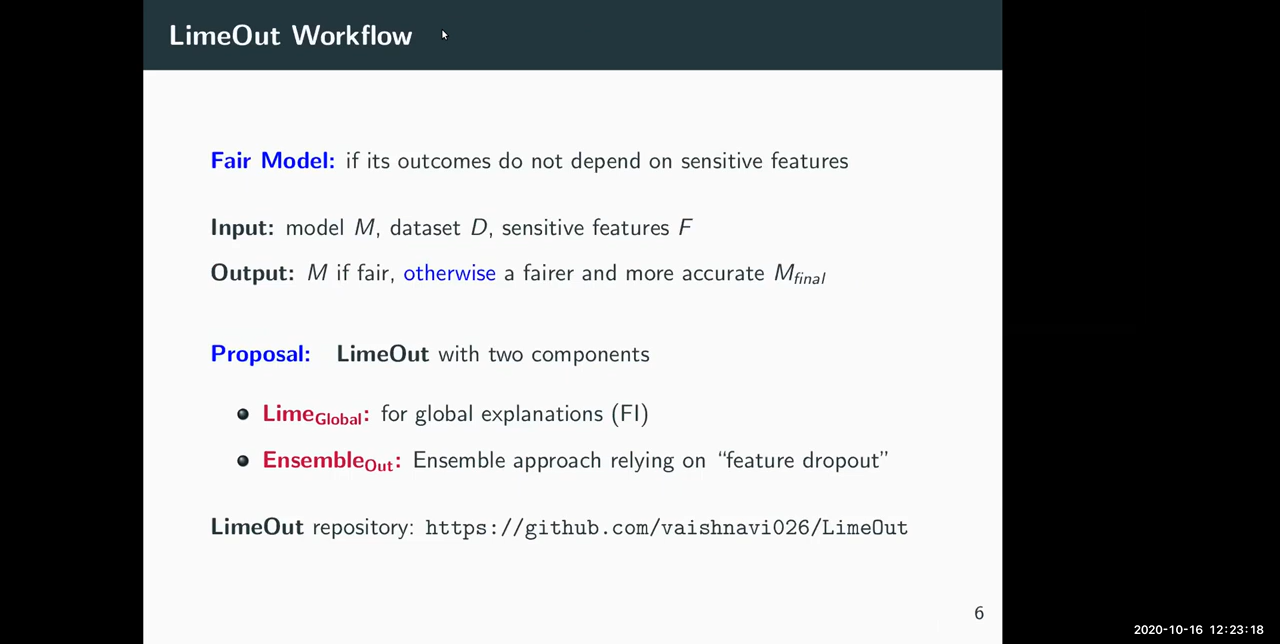 LimeOut Workflow
Fair Model: if its outcomes do not depend on sensitive features
Input: model M, dataset D, sensitive features F
Output: M if fair, otherwise a fairer and more accurate Mfinal
Proposal: LimeOut with two components
LimeGlobal: for global explanations (FI)
EnsembleOut: Ensemble approach relying on “feature dropout”
LimeOut repository: https://github.com/vaishnavi026/LimeOut
6
2020-10-16 12:23:18